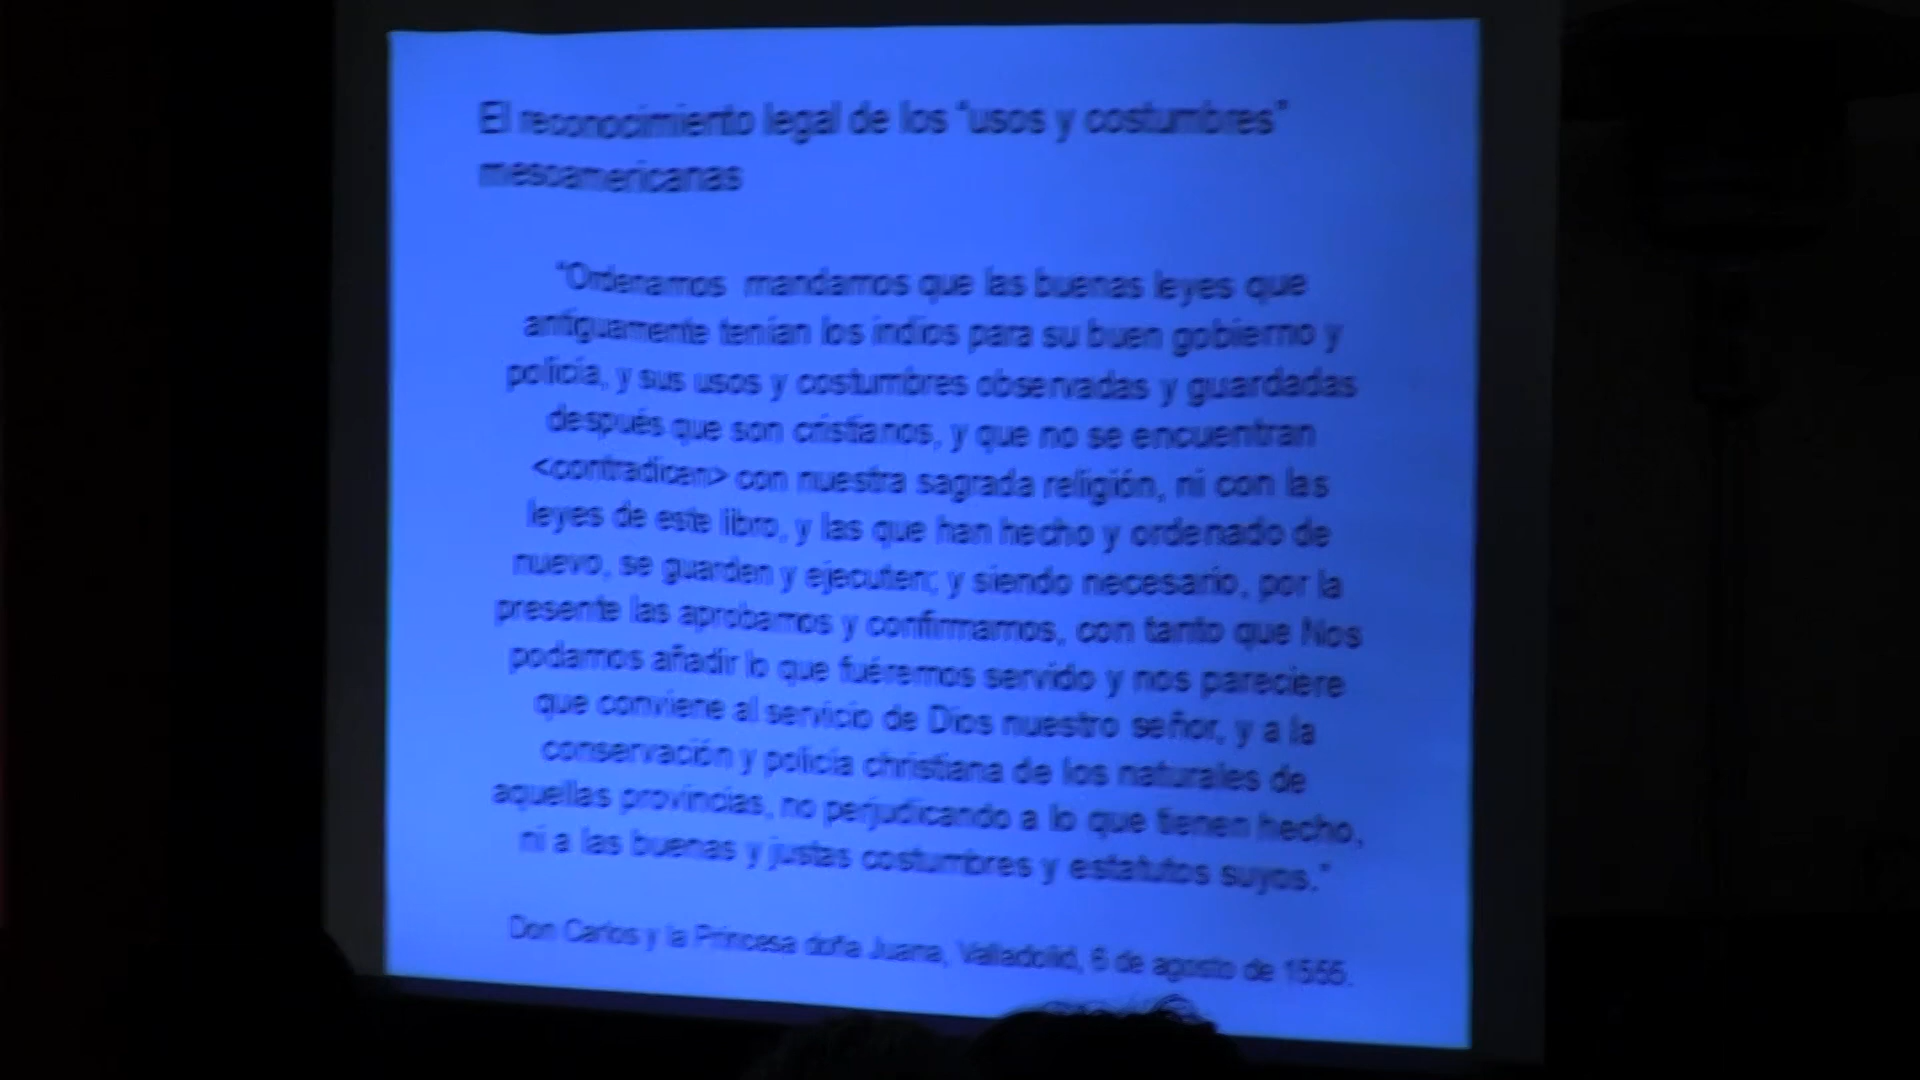 El reconocimiento legal de los "usos y costumbres"
mesoamericanas
"Ordenamos mandamos que las buenas leyes que
antiguamente tenían los indios para su buen gobierno y
policía, y sus usos y costumbres observadas y guardadas
después que son cristianos, y que no se encuentran
<contradicen> con nuestra sagrada religión, ni con las
leyes de este libro, y las que han hecho y ordenado de
nuevo, se guarden y ejecuten; y siendo necesario, por la
presente las aprobamos y confirmamos, con tanto que Nos
podamos añadir lo que fuéremos servido y nos pareciere
que conviene al servicio de Dios nuestro señor, y a la
conservación y policía christiana de los naturales de
aquellas provincias, no perjudicando a lo que tienen hecho,
ni a las buenas y justas costumbres y estatutos suyos."
Don Carlos y la Princesa doña Juana, Valladolid, 6 de agosto de 1555.